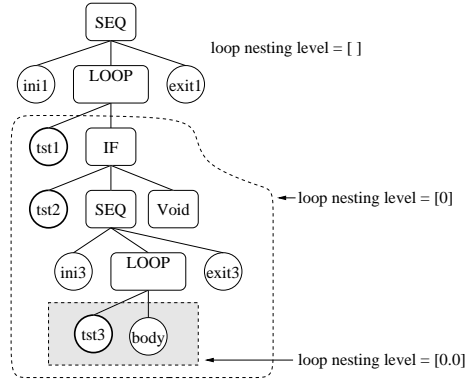 SEQ
loop nesting level = [ ]
ini1
LOOP
exit1
tst1
IF
tst2
SEQ
Void
loop nesting level = [0]
ini3
LOOP
exit3
tst3
body
loop nesting level = [0.0]